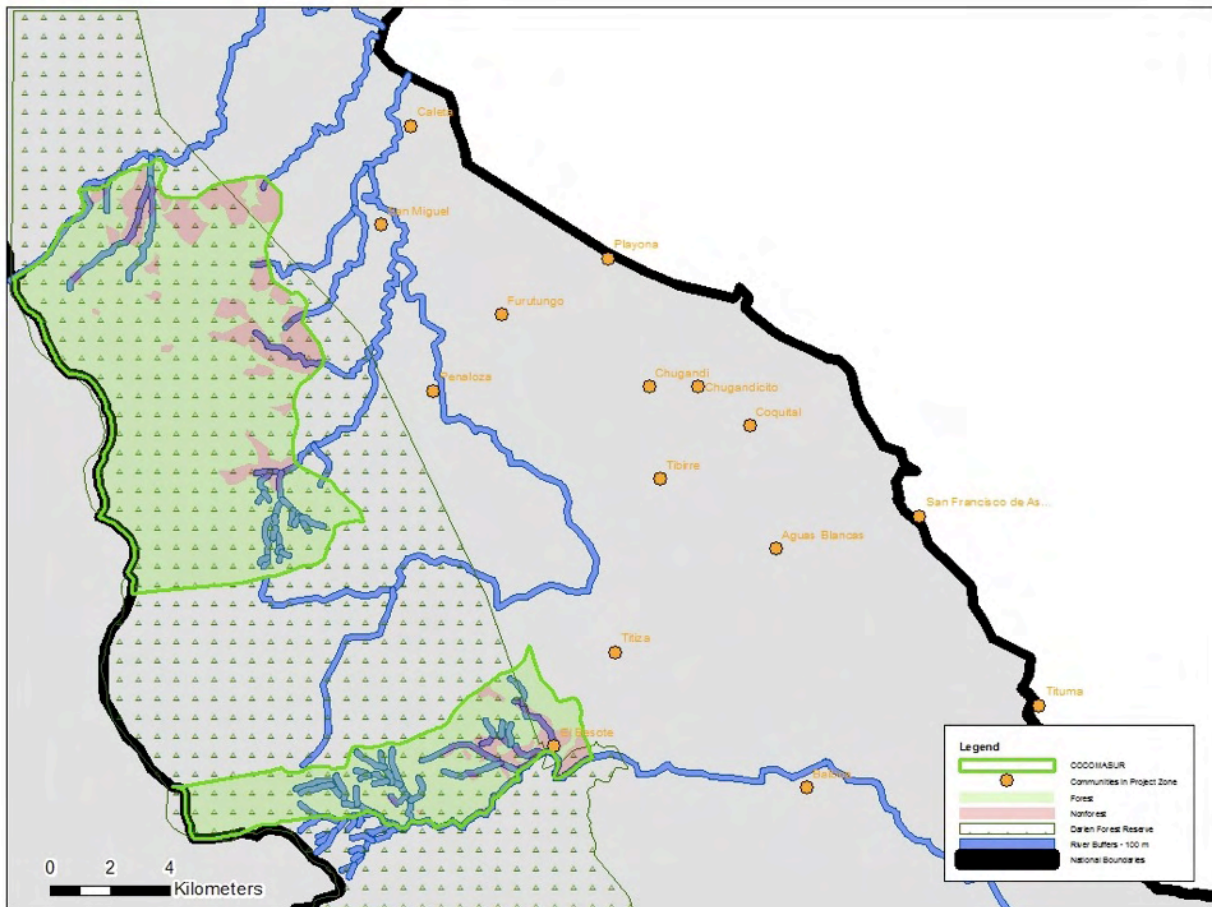 Caleta
San Miguel
Playona
Furutungo
Penaloza
Chugandi
Chugandicito
Coquital
Tibirre
San Francisco de As...
Aguas Blancas
Titiza
Tituma
El Besote
Legend
COCOMASUR
Communities in Project Zone
Forest
Nonforest
Darien Forest Reserve
River Buffers - 100 m
National Boundaries
0 2 4
Kilometers